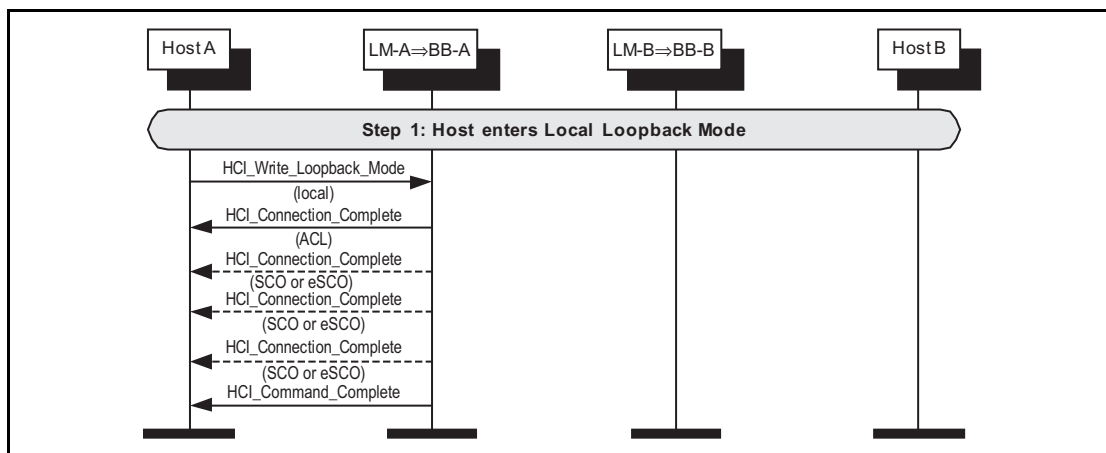 Host A
LM-A⇒BB-A
LM-B⇒BB-B
Host B
Step 1: Host enters Local Loopback Mode
HCI_Write_Loopback_Mode
(local)
HCI_Connection_Complete
(ACL)
HCI_Connection_Complete
(SCO or eSCO)
HCI_Connection_Complete
(SCO or eSCO)
HCI_Connection_Complete
(SCO or eSCO)
HCI_Command_Complete